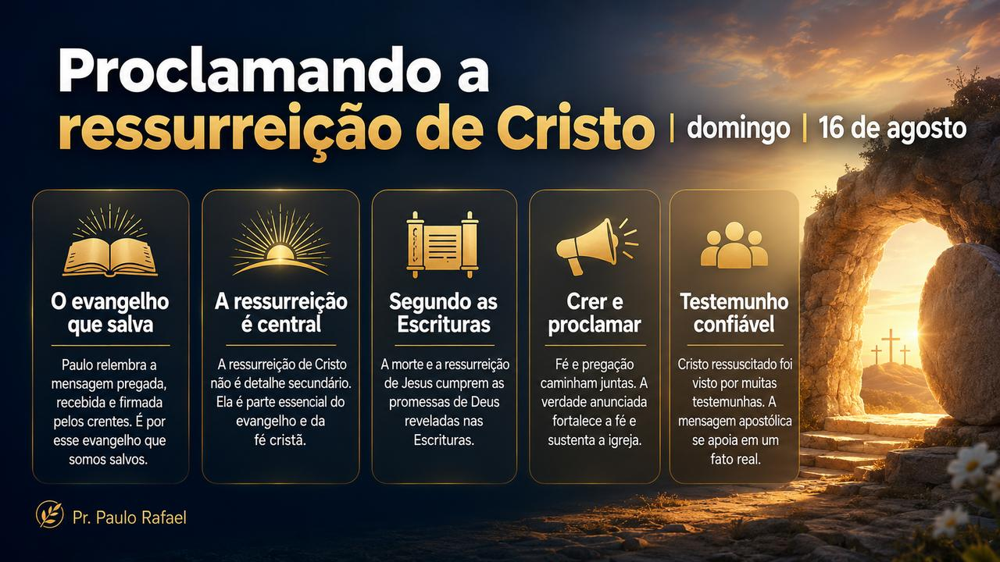 Proclamando a
ressurreição de Cristo | domingo | 16 de agosto
O evangelho
que salva
Paulo relembra a
mensagem pregada,
recebida e firmada
pelos crentes. É por
esse evangelho que
somos salvos.
A ressurreição
é central
A ressurreição de Cristo
não é detalhe secundário.
Ela é parte essencial do
evangelho e da
fé cristã.
Segundo as
Escrituras
A morte e a ressurreição
de Jesus cumprem as
promessas de Deus
reveladas nas
Escrituras.
Crer e
proclamar
Fé e pregação
caminham juntas. A
verdade anunciada
fortalece a fé e
sustenta a igreja.
Testemunho
confiável
Cristo ressuscitado foi
visto por muitas
testemunhas. A
mensagem apostólica
se apoia em um
fato real.
Pr. Paulo Rafael